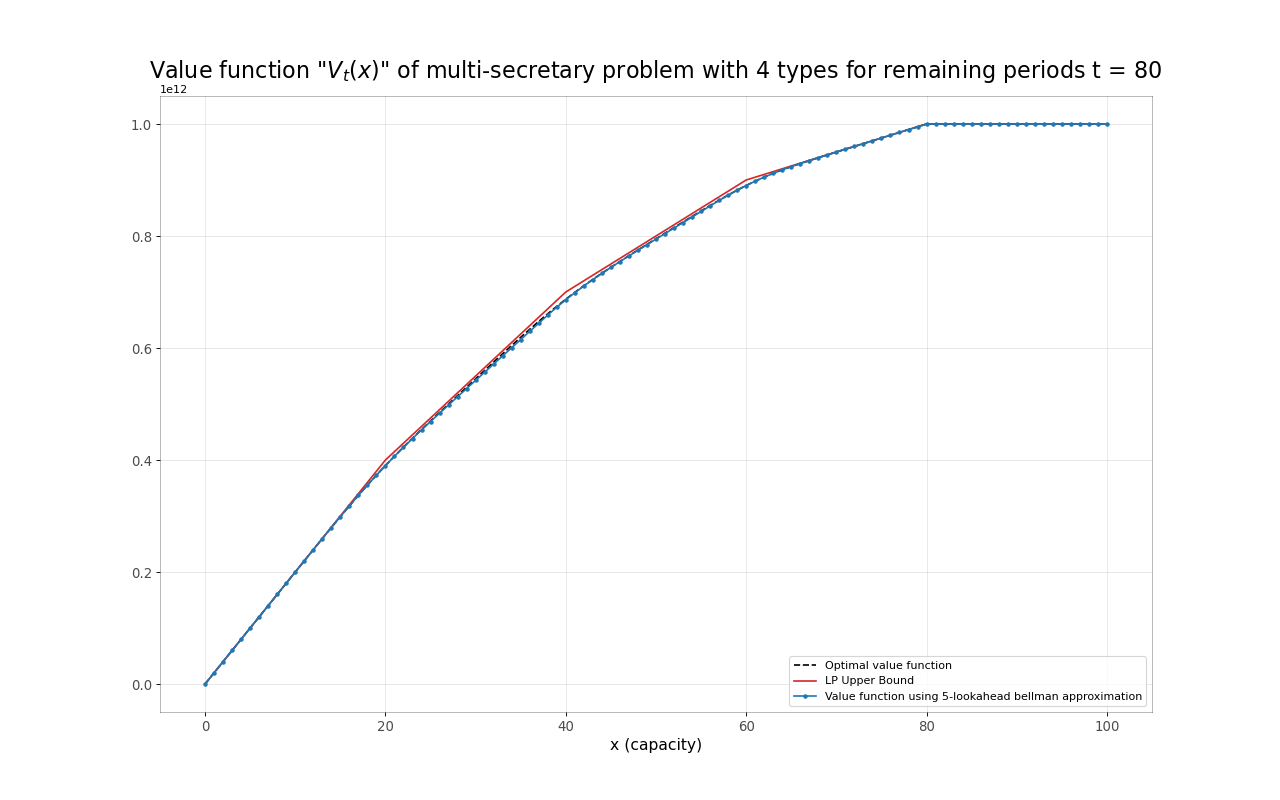 Value function "V_t(x)" of multi-secretary problem with 4 types for remaining periods t = 80
1e12
1.0
0.8
0.6
0.4
0.2
0.0
Optimal value function
LP Upper Bound
Value function using 5-lookahead bellman approximation
0 20 40 60 80 100
x (capacity)